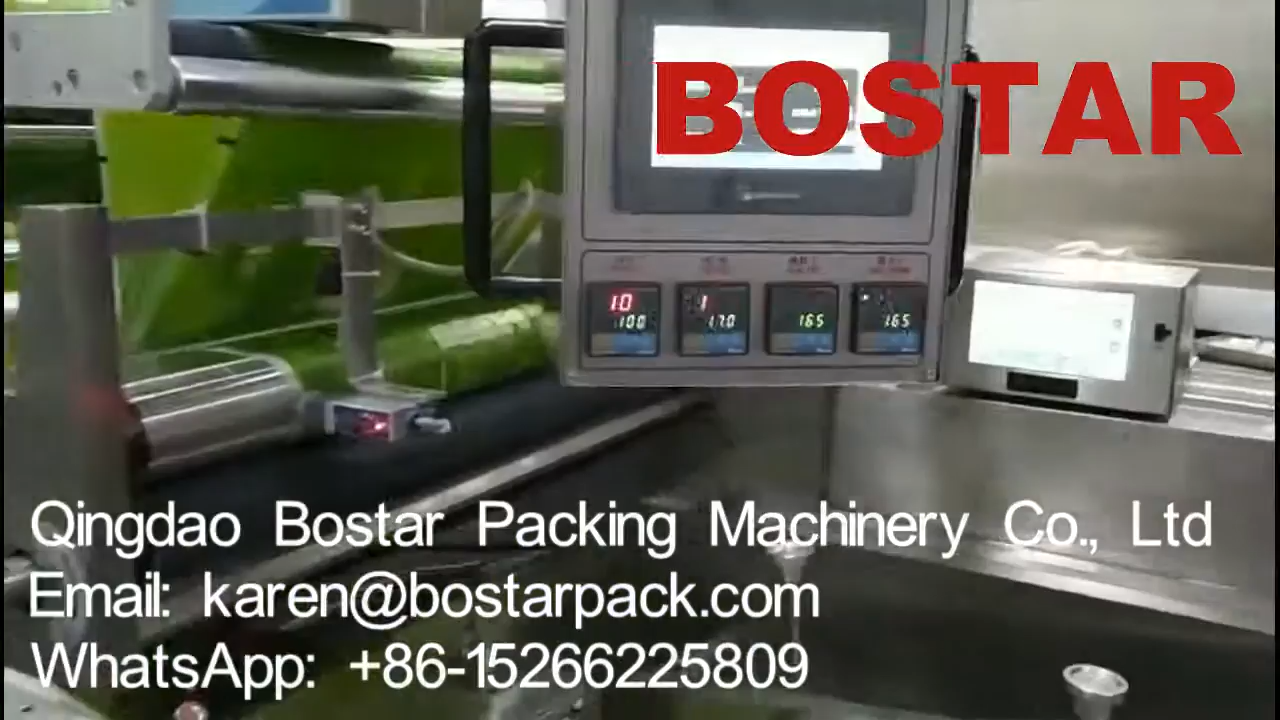 BOSTAR
10
100
1
170
165
165
Qingdao Bostar Packing Machinery Co., Ltd
Email: karen@bostarpack.com
WhatsApp: +86-15266225809